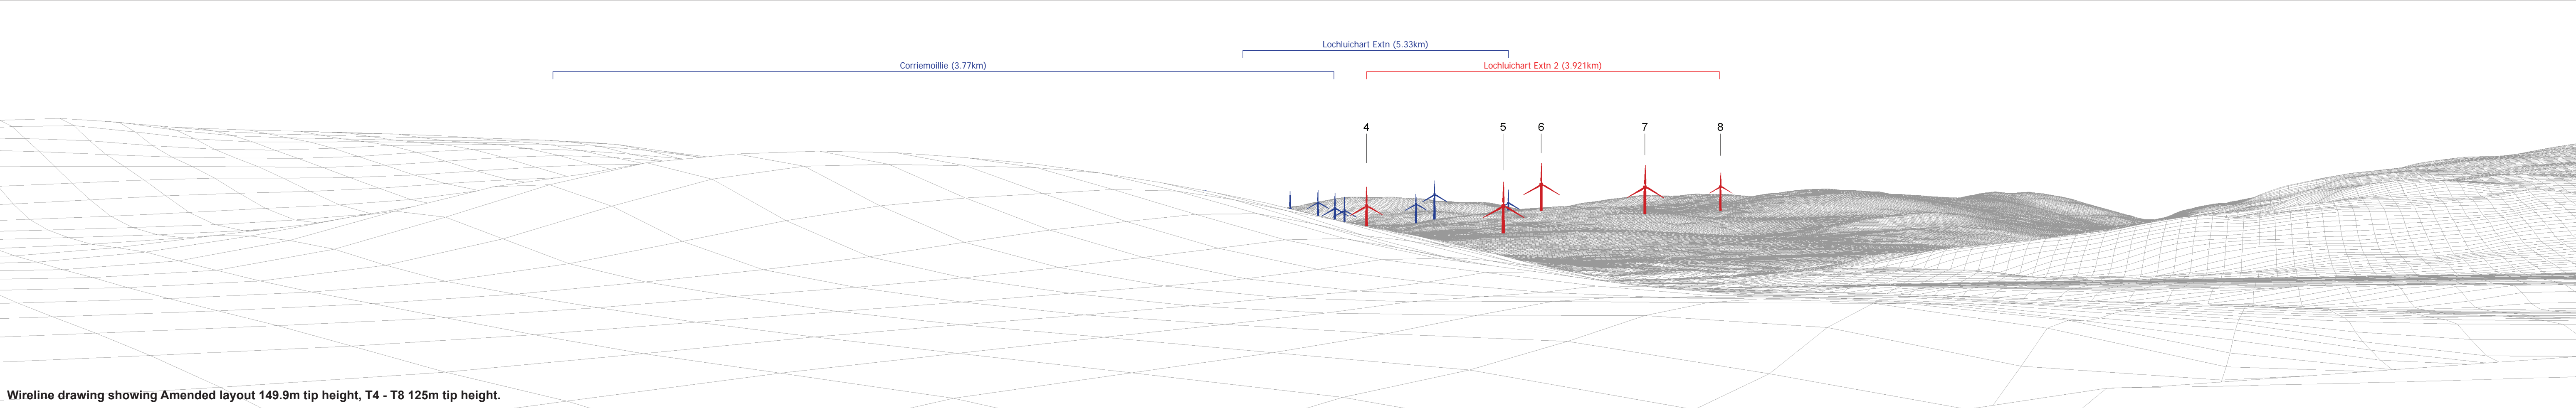 Lochluichart Extn (5.33km)
Corriemoillie (3.77km)
Lochluichart Extn 2 (3.921km)
4 5 6 7 8
Wireline drawing showing Amended layout 149.9m tip height, T4 - T8 125m tip height.